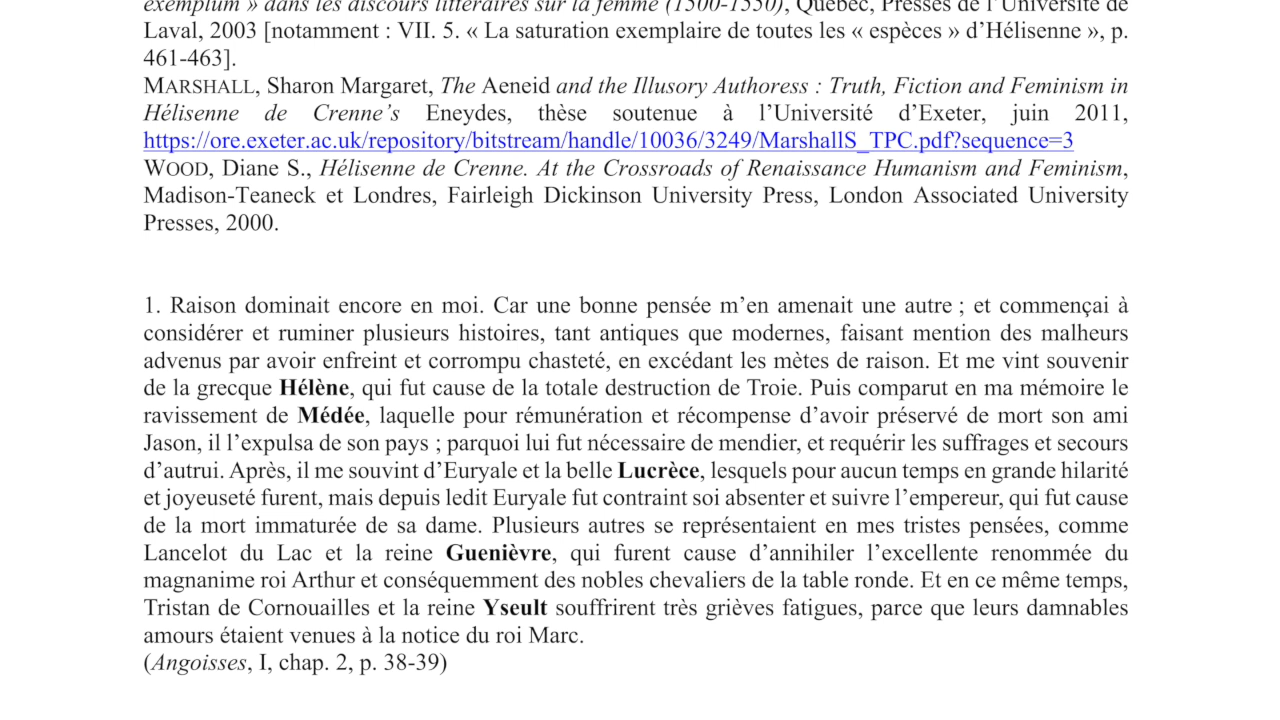 exemplum » dans les discours littéraires sur la femme (1500-1550), Québec, Presses de l’Université de
Laval, 2003 [notamment : VII. 5. « La saturation exemplaire de toutes les « espèces » d’Hélisenne », p.
461-463].
MARSHALL, Sharon Margaret, The Aeneid and the Illusory Authoress : Truth, Fiction and Feminism in
Hélisenne de Crenne’s Eneydes, thèse soutenue à l’Université d’Exeter, juin 2011,
https://ore.exeter.ac.uk/repository/bitstream/handle/10036/3249/MarshallS_TPC.pdf?sequence=3
WOOD, Diane S., Hélisenne de Crenne. At the Crossroads of Renaissance Humanism and Feminism,
Madison-Teaneck et Londres, Fairleigh Dickinson University Press, London Associated University
Presses, 2000.
1. Raison dominait encore en moi. Car une bonne pensée m’en amenait une autre ; et commençai à
considérer et ruminer plusieurs histoires, tant antiques que modernes, faisant mention des malheurs
advenus par avoir enfreint et corrompu chasteté, en excédant les mètes de raison. Et me vint souvenir
de la grecque Hélène, qui fut cause de la totale destruction de Troie. Puis comparut en ma mémoire le
ravissement de Médée, laquelle pour rémunération et récompense d’avoir préservé de mort son ami
Jason, il l’expulsa de son pays ; parquoi lui fut nécessaire de mendier, et requérir les suffrages et secours
d’autrui. Après, il me souvint d’Euryale et la belle Lucrèce, lesquels pour aucun temps en grande hilarité
et joyeuseté furent, mais depuis ledit Euryale fut contraint soi absenter et suivre l’empereur, qui fut cause
de la mort immaturée de sa dame. Plusieurs autres se représentaient en mes tristes pensées, comme
Lancelot du Lac et la reine Guenièvre, qui furent cause d’annihiler l’excellente renommée du
magnanime roi Arthur et conséquemment des nobles chevaliers de la table ronde. Et en ce même temps,
Tristan de Cornouailles et la reine Yseult souffrirent très grièves fatigues, parce que leurs damnables
amours étaient venues à la notice du roi Marc.
(Angoisses, I, chap. 2, p. 38-39)